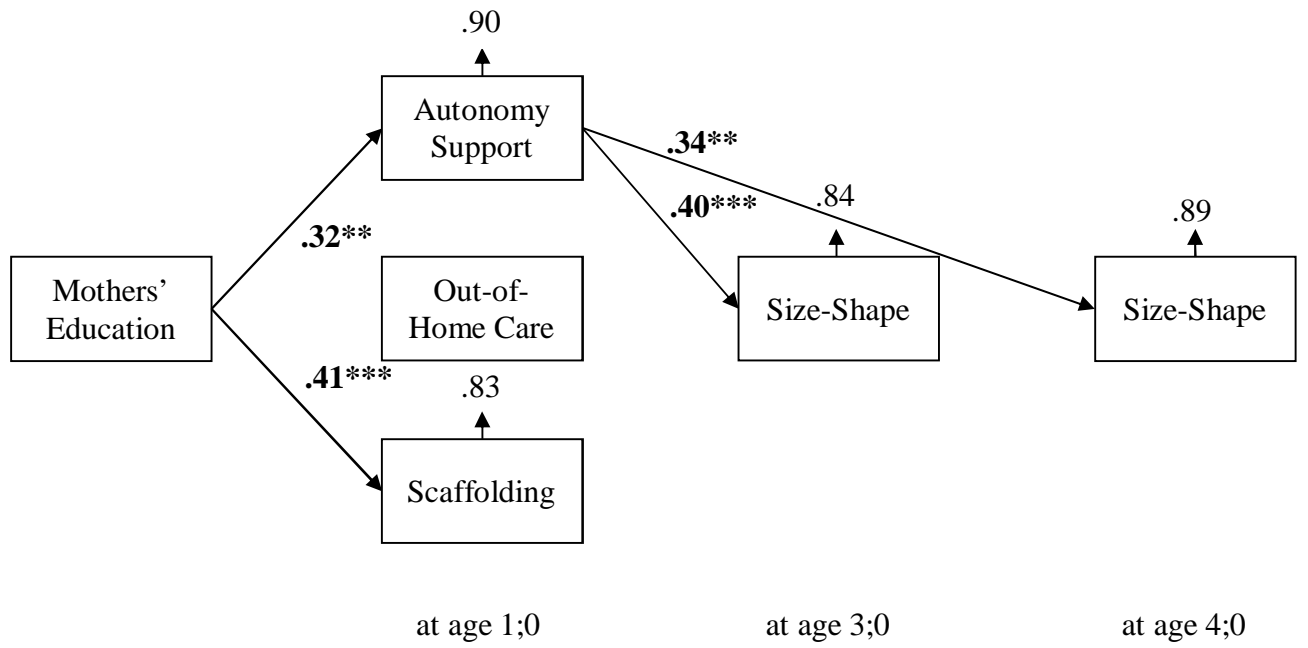 .90
Autonomy
Support
.34**
.40***
.84
.89
.32**
Mothers’
Education
Out-of-
Home Care
Size-Shape
Size-Shape
.41***
.83
Scaffolding
at age 1;0
at age 3;0
at age 4;0